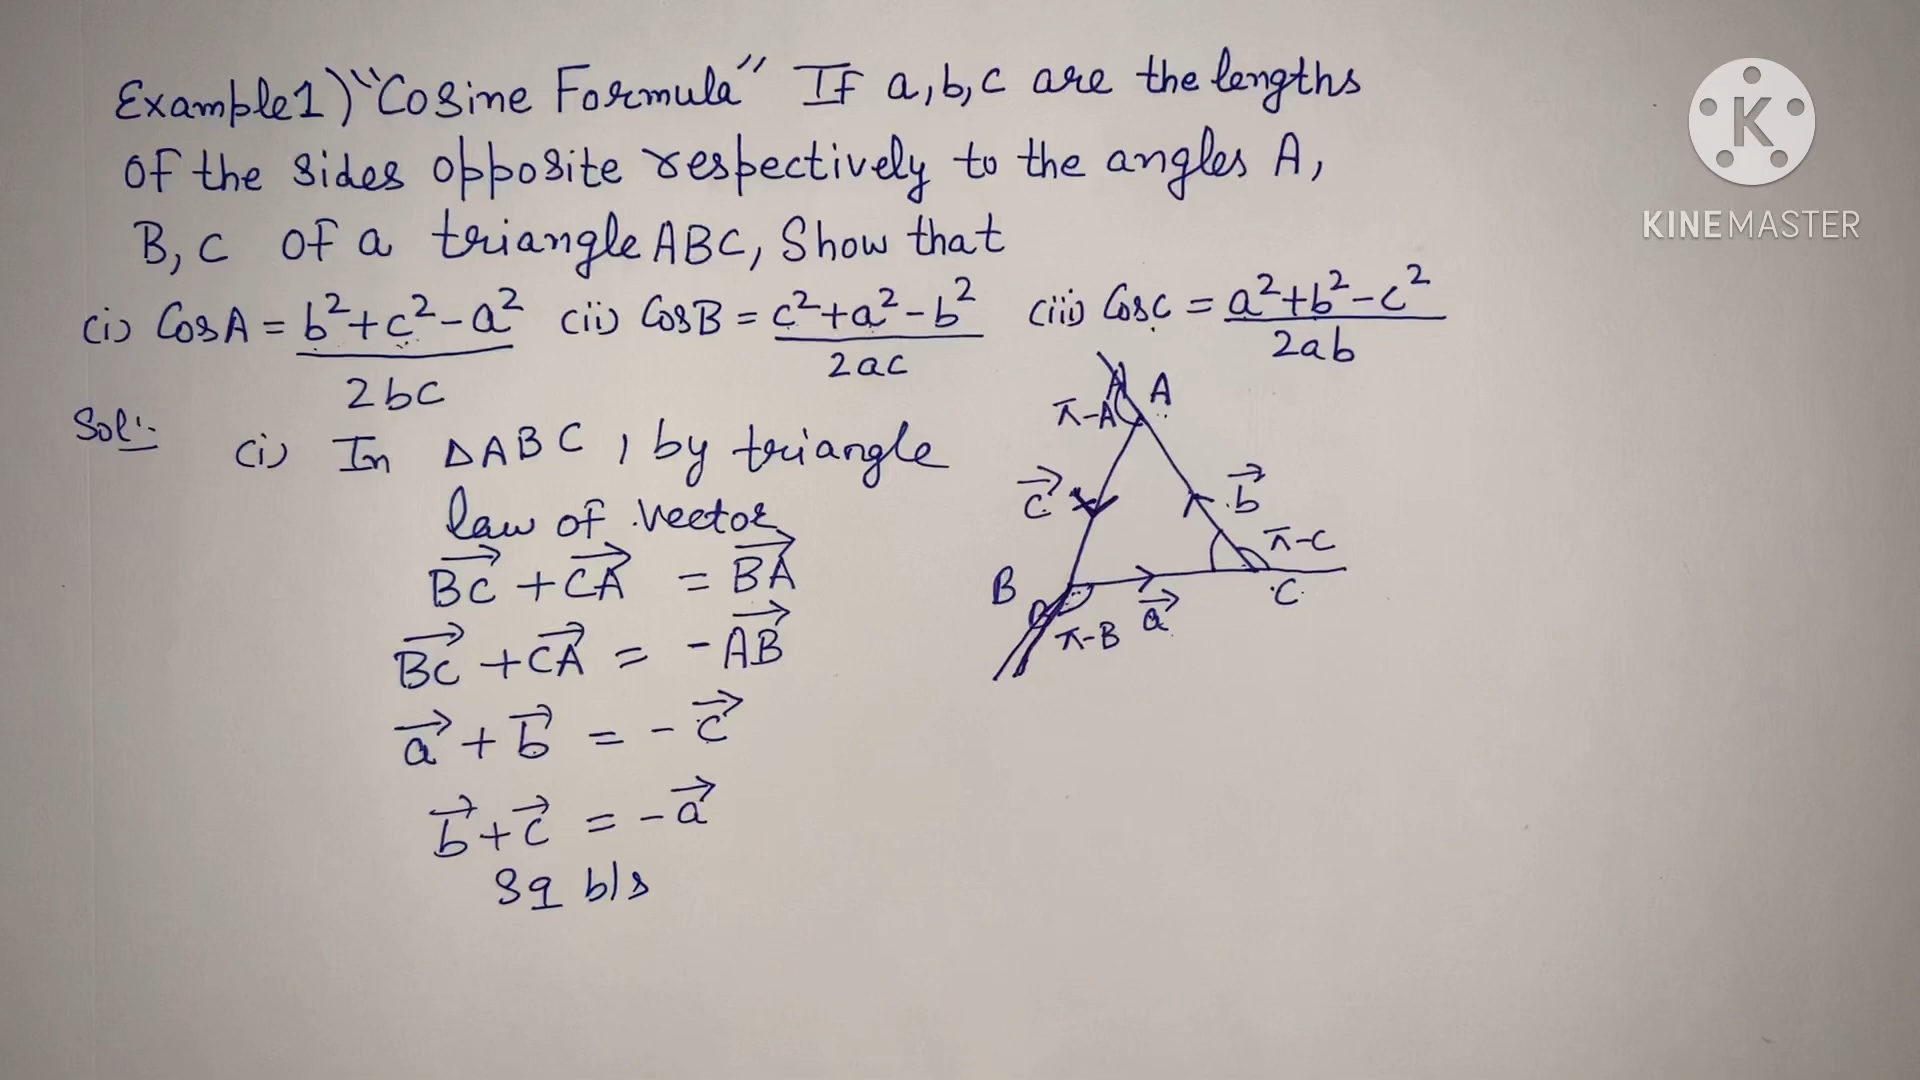 Example1) "Cosine Formula" If a, b, c are the lengths
of the sides opposite respectively to the angles A,
B, C of a triangle ABC, Show that
(i) CosA = b²+c²-a² / 2bc (ii) CosB = c²+a²-b² / 2ac (iii) Cosc = a²+b²-c² / 2ab
Sol:-
(i) In ΔABC, by triangle
law of vector
B⃗C + C⃗A = B⃗A
B⃗C + C⃗A = -A⃗B
a⃗ + b⃗ = -c⃗
b⃗ + c⃗ = -a⃗
Sq b/s
A
π-A
c⃗
b⃗
π-C
B
C
π-B
a⃗
K
KINEMASTER